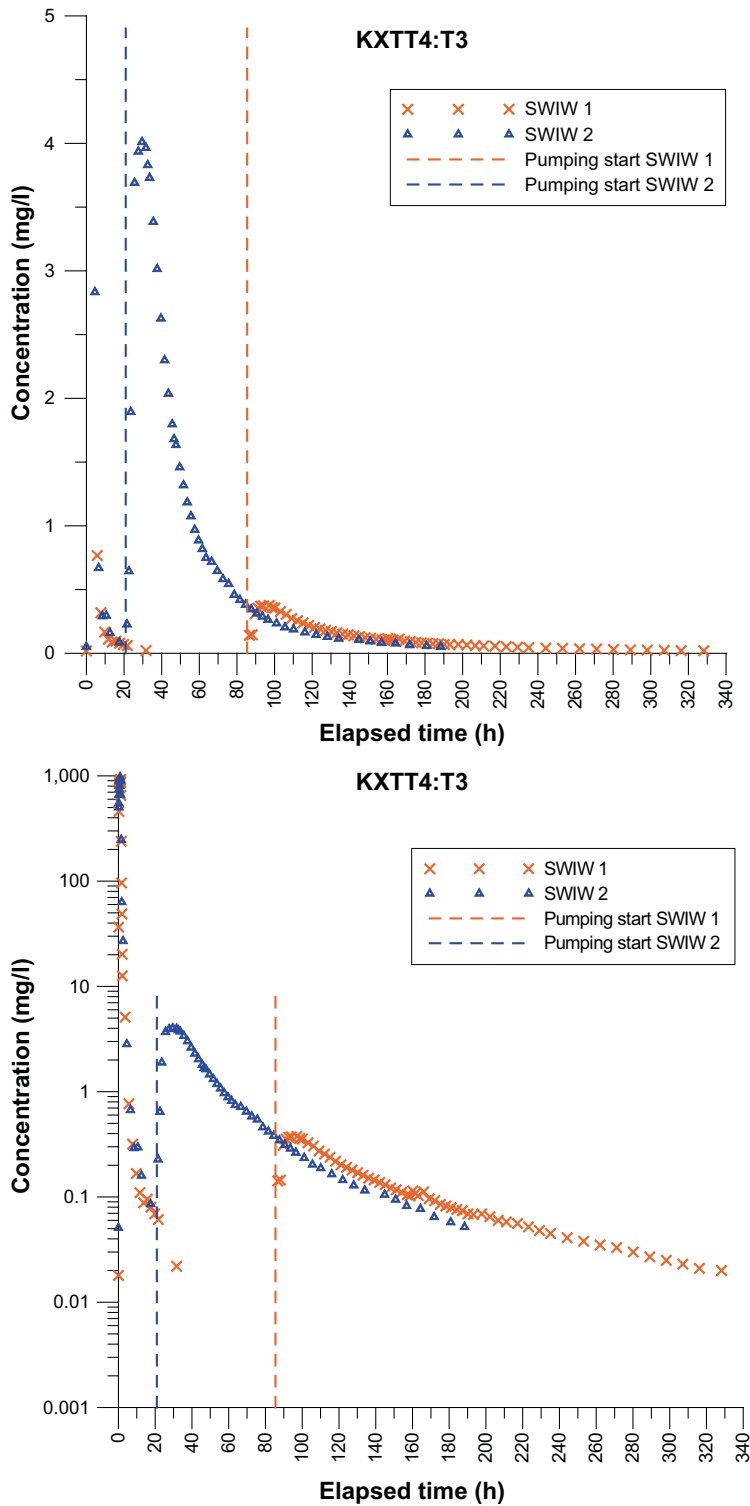 KXTT4:T3
5
4
3
2
1
0
Concentration (mg/l)
SWIW 1
SWIW 2
Pumping start SWIW 1
Pumping start SWIW 2
0 20 40 60 80 100 120 140 160 180 200 220 240 260 280 300 320 340
Elapsed time (h)
KXTT4:T3
1,000
100
10
1
0.1
0.01
0.001
Concentration (mg/l)
SWIW 1
SWIW 2
Pumping start SWIW 1
Pumping start SWIW 2
0 20 40 60 80 100 120 140 160 180 200 220 240 260 280 300 320 340
Elapsed time (h)